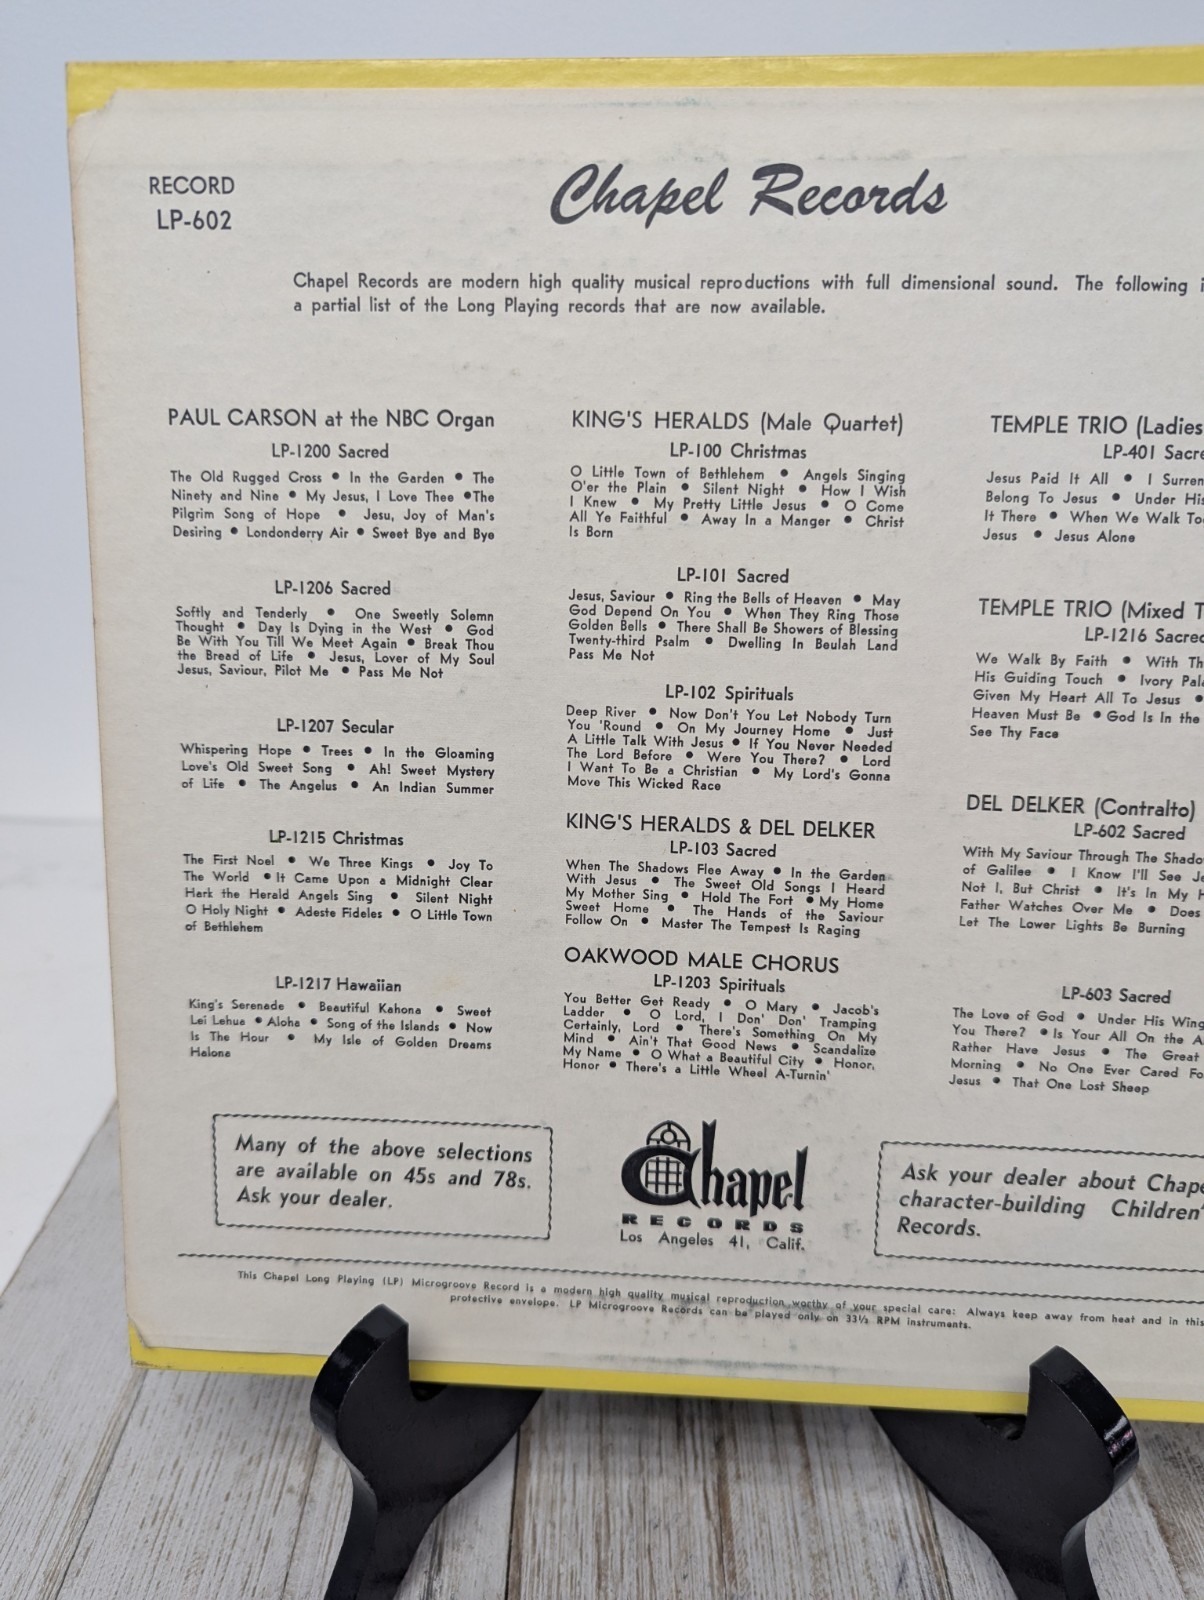 RECORD
LP-602
Chapel Records
Chapel Records are modern high quality musical reproductions with full dimensional sound. The following
a partial list of the Long Playing records that are now available.
PAUL CARSON at the NBC Organ
LP-1200 Sacred
The Old Rugged Cross • In the Garden • The
Ninety and Nine • My Jesus, I Love Thee •The
Pilgrim Song of Hope • Jesu, Joy of Man's
Desiring • Londonderry Air • Sweet Bye and Bye
LP-1206 Sacred
Softly and Tenderly • One Sweetly Solemn
Thought • Day Is Dying in the West • God
Be With You Till We Meet Again • Break Thou
the Bread of Life • Jesus, Lover of My Soul
Jesus, Saviour, Pilot Me • Pass Me Not
LP-1207 Secular
Whispering Hope • Trees • In the Gloaming
Love's Old Sweet Song • Ah! Sweet Mystery
of Life • The Angelus • An Indian Summer
LP-1215 Christmas
The First Noel • We Three Kings • Joy To
The World • It Came Upon a Midnight Clear
Hark the Herald Angels Sing • Silent Night
O Holy Night • Adeste Fideles • O Little Town
of Bethlehem
LP-1217 Hawaiian
King's Serenade • Beautiful Kahona • Sweet
Lei Lehua • Aloha • Song of the Islands • Now
Is The Hour • My Isle of Golden Dreams
Halona
KING'S HERALDS (Male Quartet)
LP-100 Christmas
O Little Town of Bethlehem • Angels Singing
O'er the Plain • Silent Night • How I Wish
I Knew • My Pretty Little Jesus • O Come
All Ye Faithful • Away In a Manger • Christ
Is Born
LP-101 Sacred
Jesus, Saviour • Ring the Bells of Heaven • May
God Depend On You • When They Ring Those
Golden Bells • There Shall Be Showers of Blessing
Twenty-third Psalm • Dwelling In Beulah Land
Pass Me Not
LP-102 Spirituals
Deep River • Now Don't You Let Nobody Turn
You 'Round • On My Journey Home • Just
A Little Talk With Jesus • If You Never Needed
The Lord Before • Were You There? • Lord
I Want To Be a Christian • My Lord's Gonna
Move This Wicked Race
KING'S HERALDS & DEL DELKER
LP-103 Sacred
When The Shadows Flee Away • In the Garden
With Jesus • The Sweet Old Songs I Heard
My Mother Sing • Hold The Fort • My Home
Sweet Home • The Hands of the Saviour
Follow On • Master The Tempest Is Raging
OAKWOOD MALE CHORUS
LP-1203 Spirituals
You Better Get Ready • O Mary • Jacob's
Ladder • O Lord, I Don' Don' Tramping
Certainly, Lord • There's Something On My
Mind • Ain't That Good News • Scandalize
My Name • O What a Beautiful City • Honor,
Honor • There's a Little Wheel A-Turnin'
TEMPLE TRIO (Ladies
LP-401 Sacre
Jesus Paid It All • I Surren
Belong To Jesus • Under His
It There • When We Walk To
Jesus • Jesus Alone
TEMPLE TRIO (Mixed T
LP-1216 Sacred
We Walk By Faith • With Th
His Guiding Touch • Ivory Pal
Given My Heart All To Jesus •
Heaven Must Be • God Is In the
See Thy Face
DEL DELKER (Contralto)
LP-602 Sacred
With My Saviour Through The Shado
of Galilee • I Know I'll See Je
Not I, But Christ • It's In My H
Father Watches Over Me • Does
Let The Lower Lights Be Burning
LP-603 Sacred
The Love of God • Under His Wing
You There? • Is Your All On the A
Rather Have Jesus • The Great
Morning • No One Ever Cared Fo
Jesus • That One Lost Sheep
Many of the above selections
are available on 45s and 78s.
Ask your dealer.
Chapel
RECORDS
Los Angeles 41, Calif.
Ask your dealer about Chape
character-building Children'
Records.
This Chapel Long Playing (LP) Microgroove Record is a modern high quality musical reproduction worthy of your special care: Always keep away from heat and in this
protective envelope. LP Microgroove Records can be played only on 33⅓ RPM instruments.